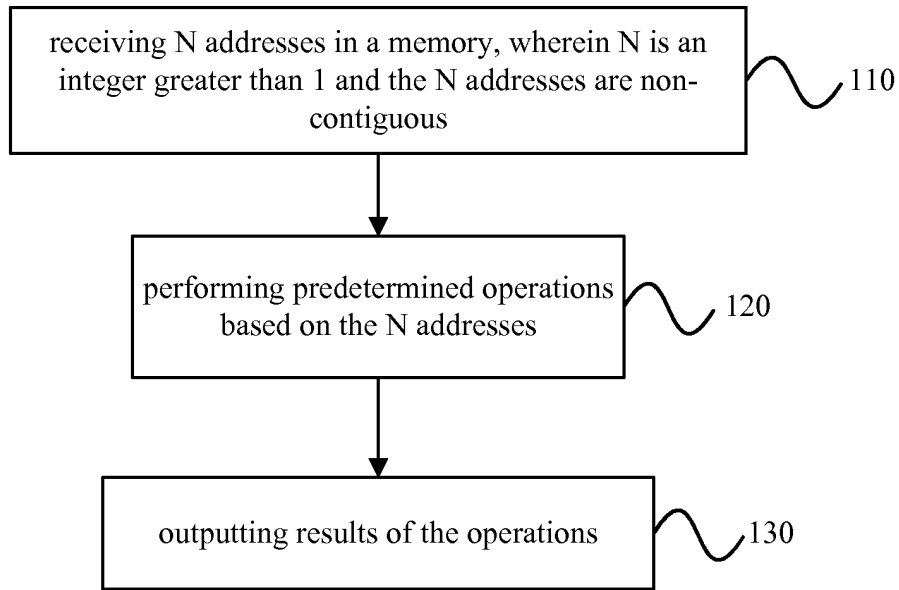 receiving N addresses in a memory, wherein N is an
integer greater than 1 and the N addresses are non-
contiguous
110
performing predetermined operations
based on the N addresses
120
outputting results of the operations
130